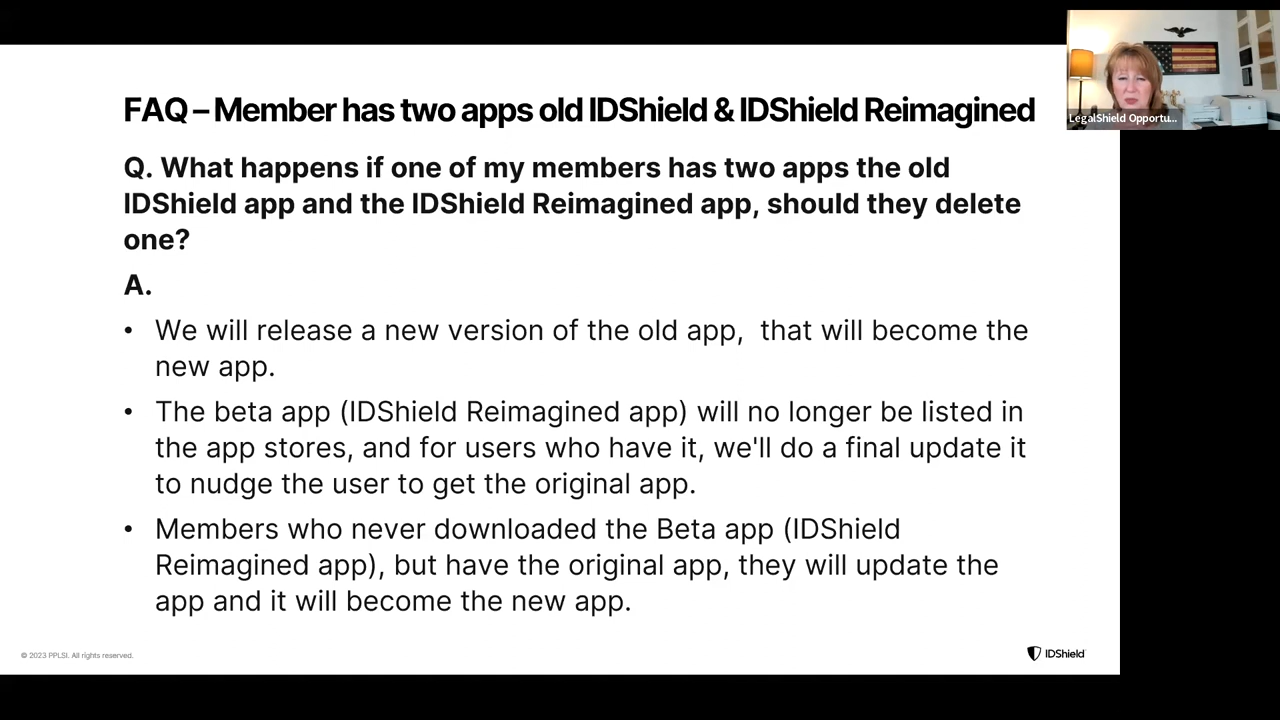 FAQ – Member has two apps old IDShield & IDShield Reimagined
LegalShield Opportu...
Q. What happens if one of my members has two apps the old
IDShield app and the IDShield Reimagined app, should they delete
one?
A.
• We will release a new version of the old app,  that will become the
new app.
• The beta app (IDShield Reimagined app) will no longer be listed in
the app stores, and for users who have it, we'll do a final update it
to nudge the user to get the original app.
• Members who never downloaded the Beta app (IDShield
Reimagined app), but have the original app, they will update the
app and it will become the new app.
© 2023 PPLSI. All rights reserved.
IDShield